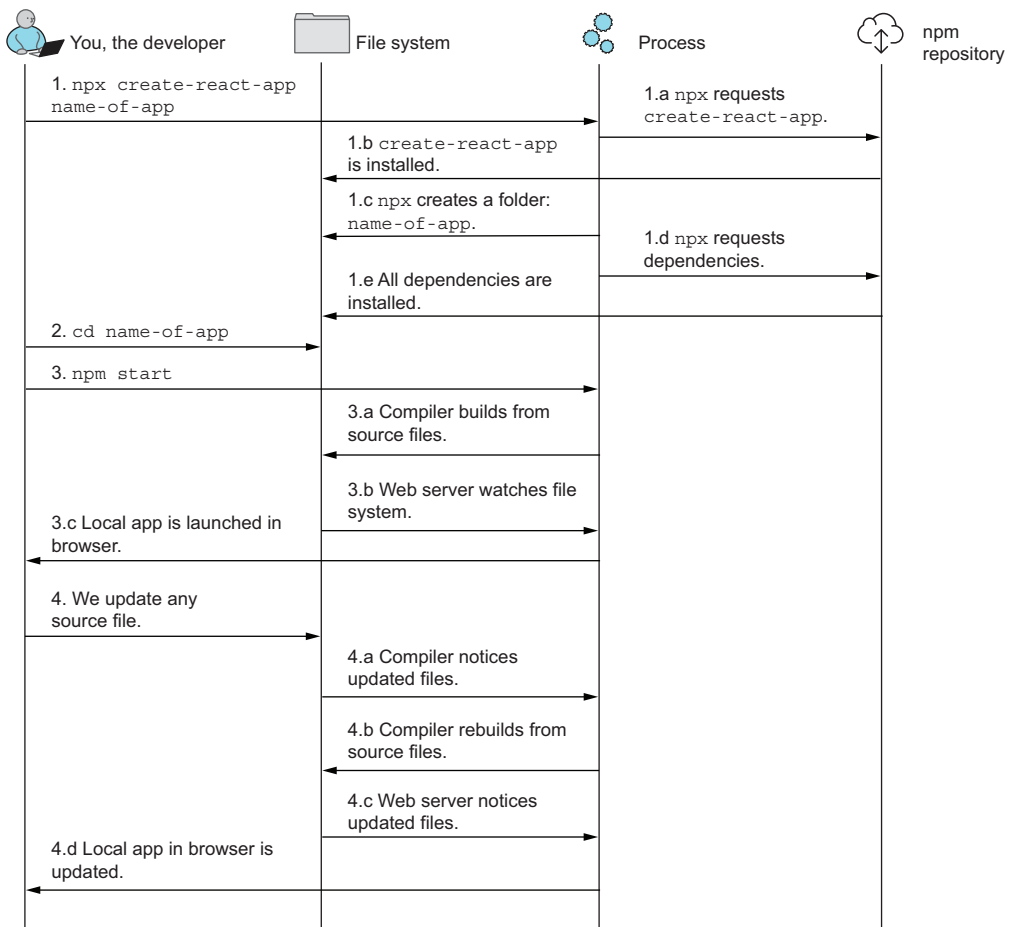 You, the developer
File system
Process
npm
repository
1. npx create-react-app
name-of-app
1.a npx requests
create-react-app.
1.b create-react-app
is installed.
1.c npx creates a folder:
name-of-app.
1.d npx requests
dependencies.
1.e All dependencies are
installed.
2. cd name-of-app
3. npm start
3.a Compiler builds from
source files.
3.b Web server watches file
system.
3.c Local app is launched in
browser.
4. We update any
source file.
4.a Compiler notices
updated files.
4.b Compiler rebuilds from
source files.
4.c Web server notices
updated files.
4.d Local app in browser is
updated.